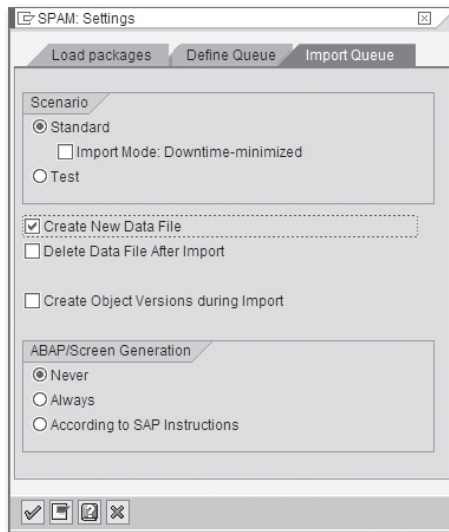 SPAM: Settings
Load packages Define Queue Import Queue
Scenario
Standard
Import Mode: Downtime-minimized
Test
Create New Data File
Delete Data File After Import
Create Object Versions during Import
ABAP/Screen Generation
Never
Always
According to SAP Instructions